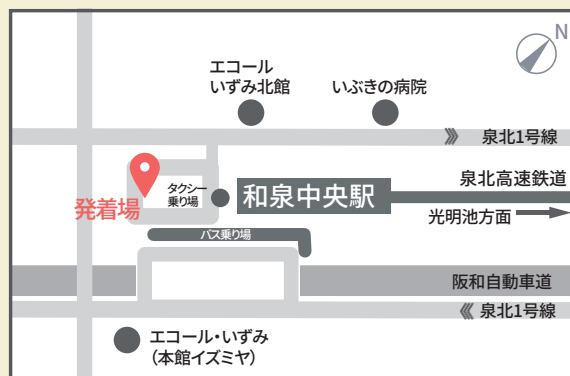 N
エコール
いずみ北館
いぶきの病院
泉北1号線
泉北高速鉄道
タクシー
乗り場
和泉中央駅
発着場
光明池方面
バス乗り場
阪和自動車道
泉北1号線
エコール・いずみ
（本館イズミヤ）